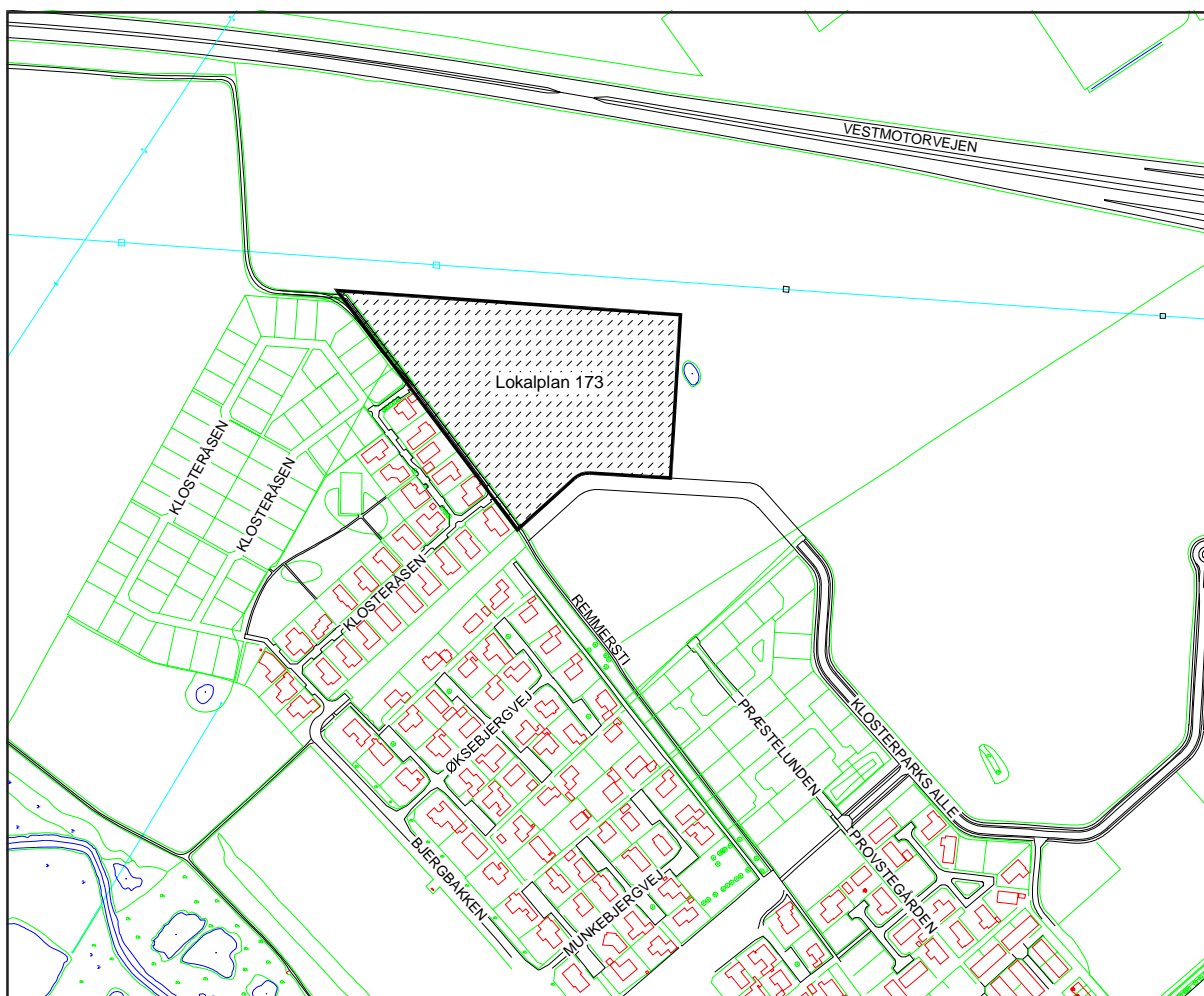 VESTMOTORVEJEN
Lokalplan 173
KLOSTERÅSEN
KLOSTERÅSEN
KLOSTERÅSEN
REMMERSTI
ØKSEBJERGVEJ
PRÆSTELUNDEN
KLOSTERPARKS ALLE
BJERGBAKKEN
MUNKEBJERGVEJ
PROVSTEGÅRDEN